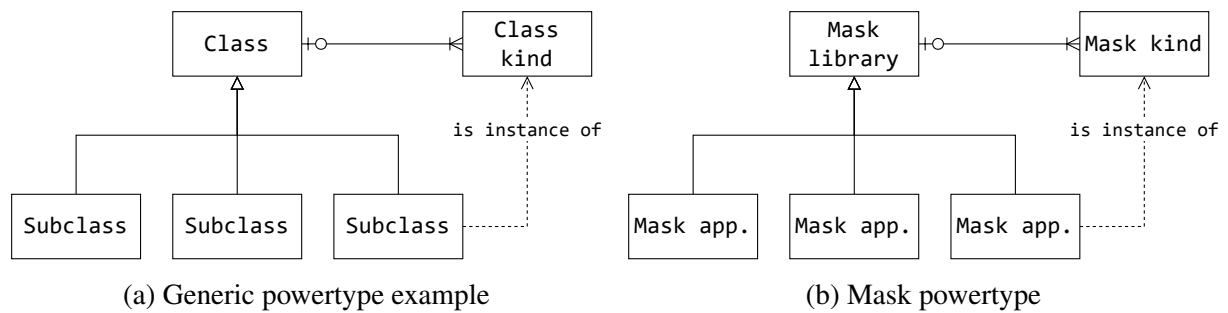 Class
Class
kind
Mask
library
Mask kind
is instance of
is instance of
Subclass
Subclass
Subclass
Mask app.
Mask app.
Mask app.
(a) Generic powertype example
(b) Mask powertype